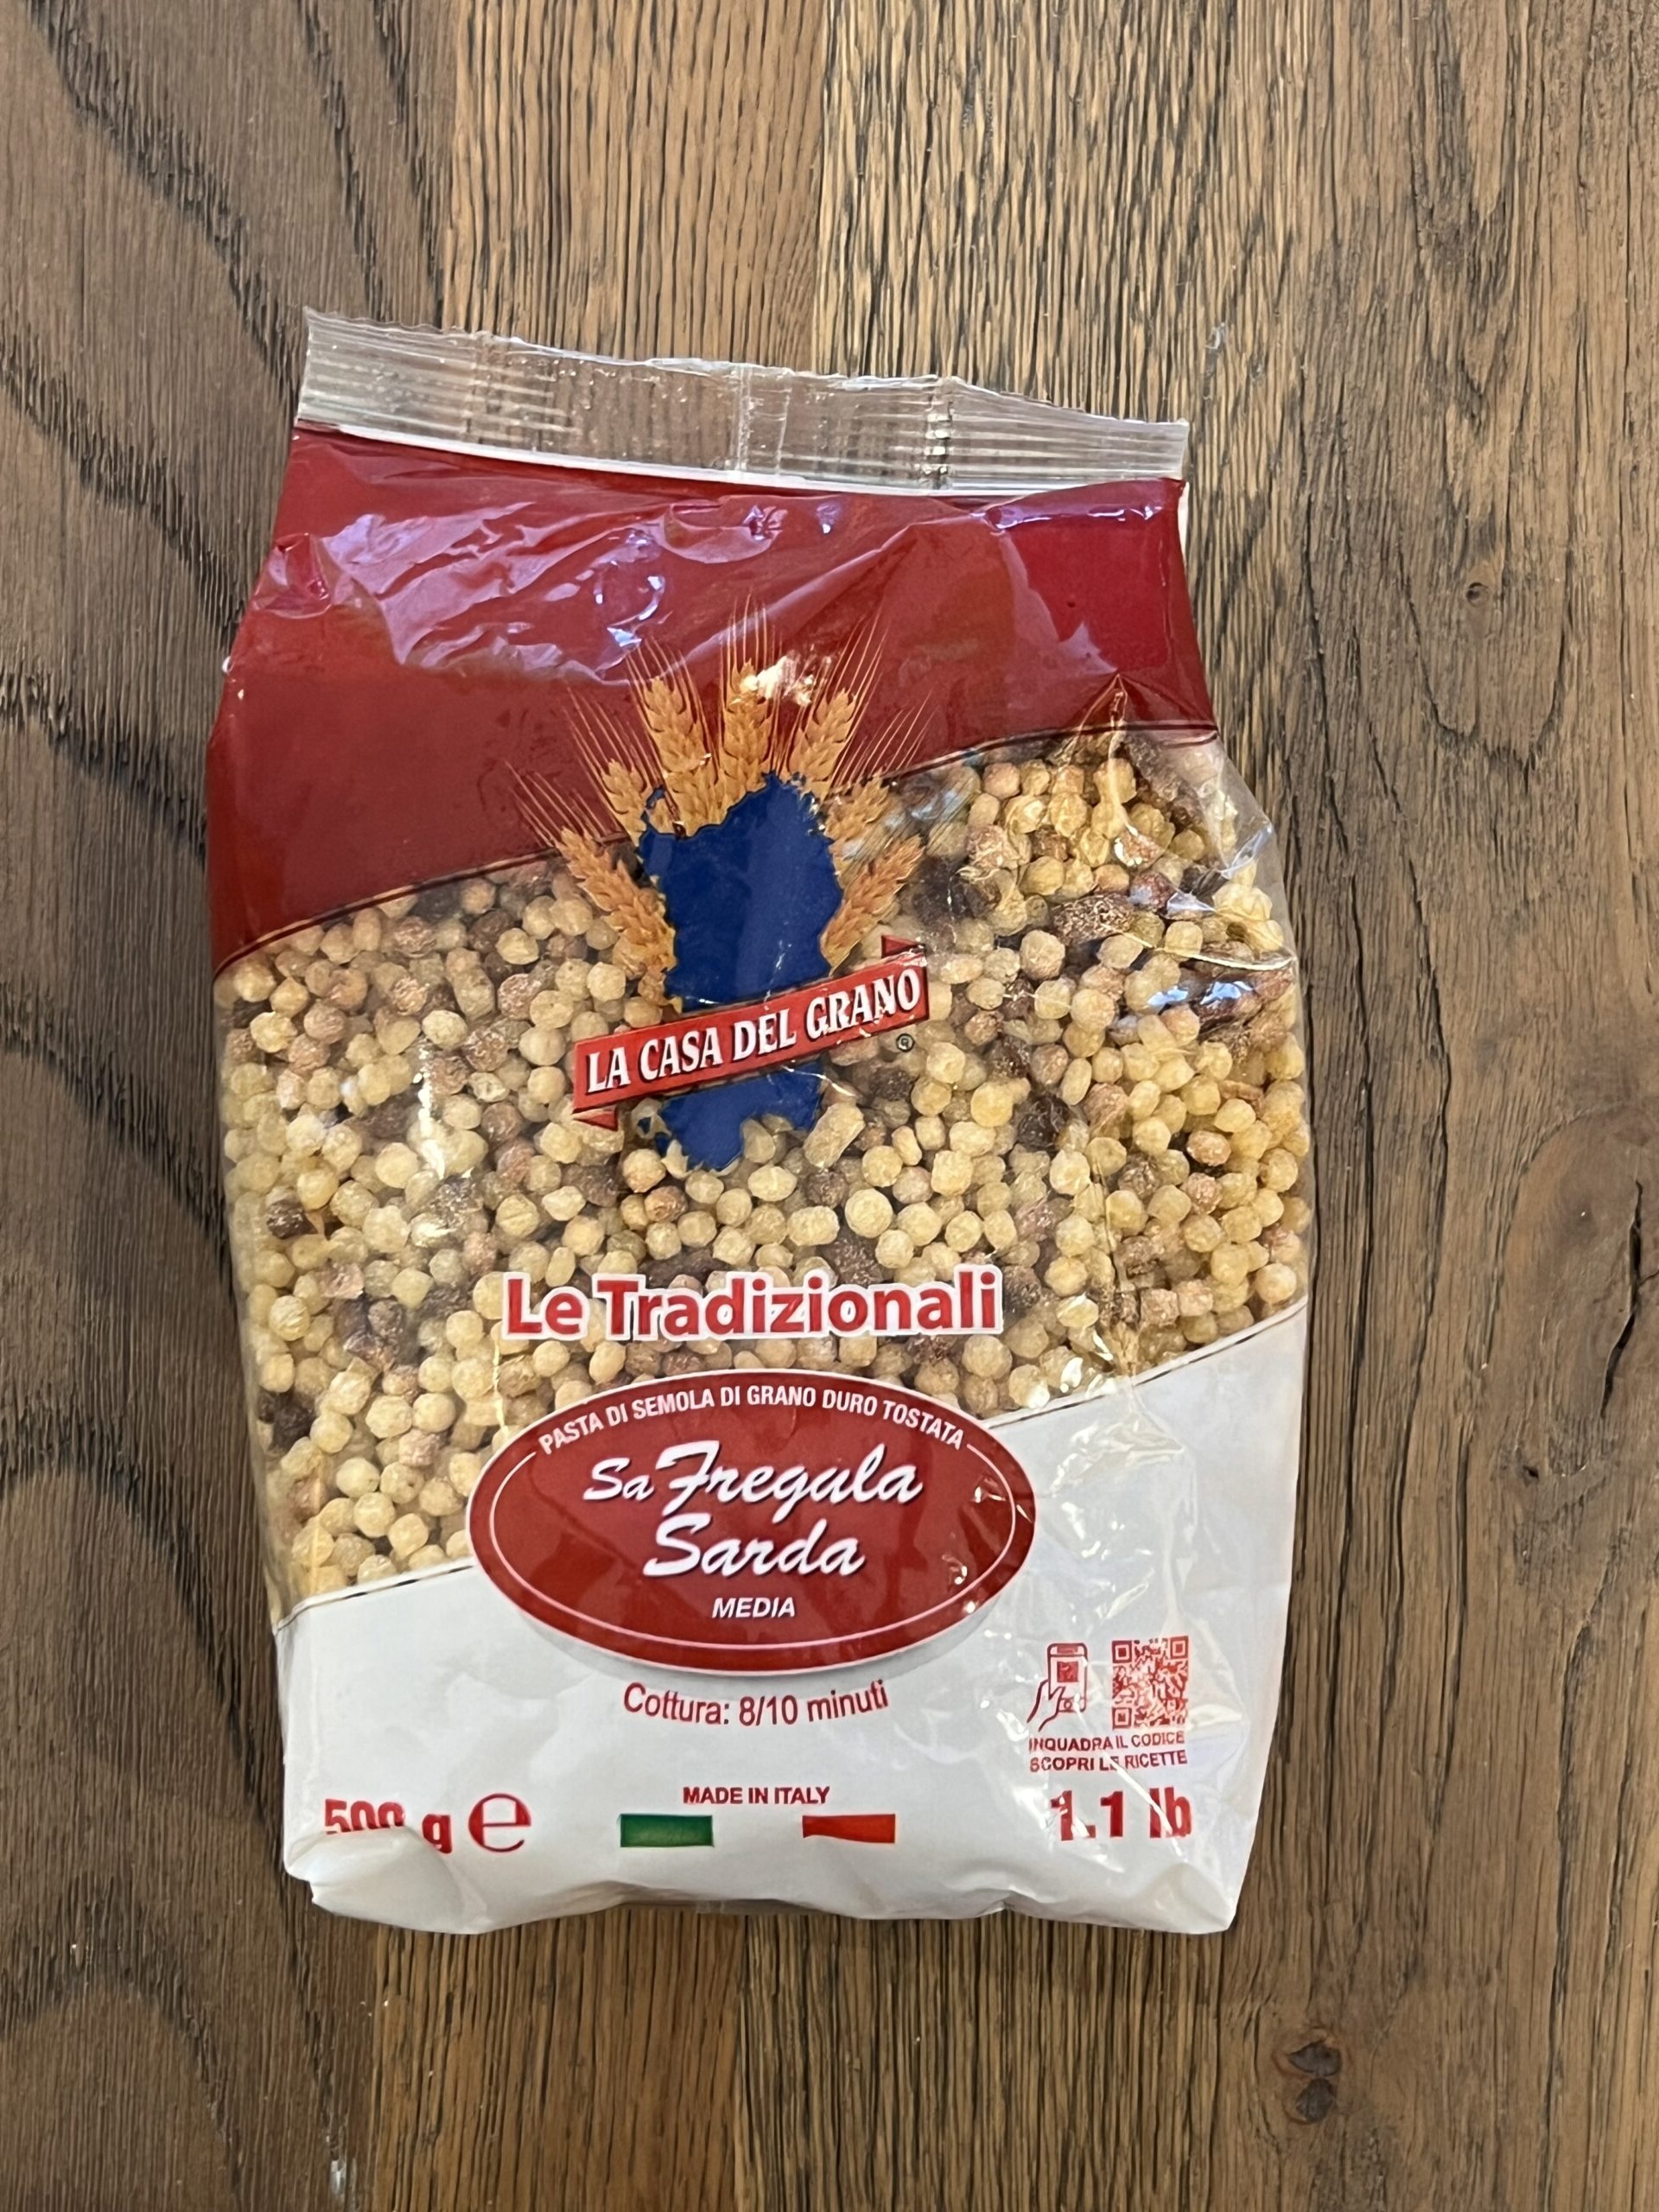 LA CASA DEL GRANO
®
Le Tradizionali
PASTA DI SEMOLA DI GRANO DURO TOSTATA
Sa Fregula
Sarda
MEDIA
Cottura: 8/10 minuti
INQUADRA IL CODICE
SCOPRI LE RICETTE
MADE IN ITALY
500 g e
1.1 lb